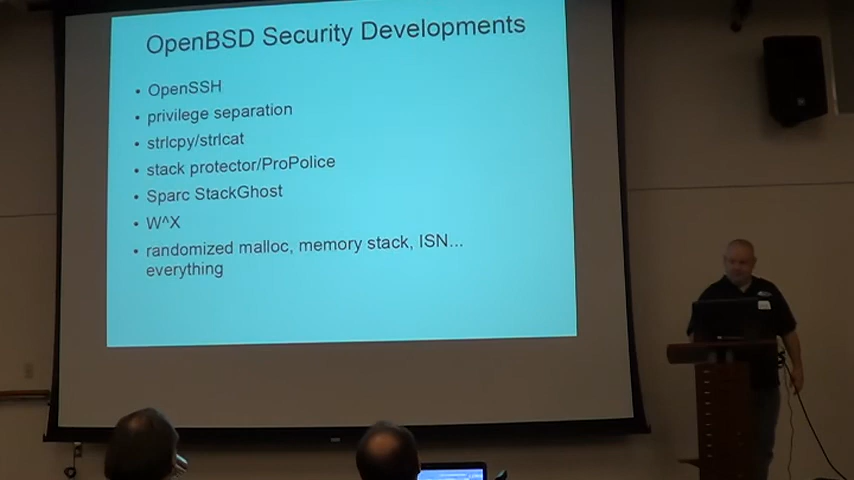 OpenBSD Security Developments
• OpenSSH
• privilege separation
• strlcpy/strlcat
• stack protector/ProPolice
• Sparc StackGhost
• W^X
• randomized malloc, memory stack, ISN...
everything